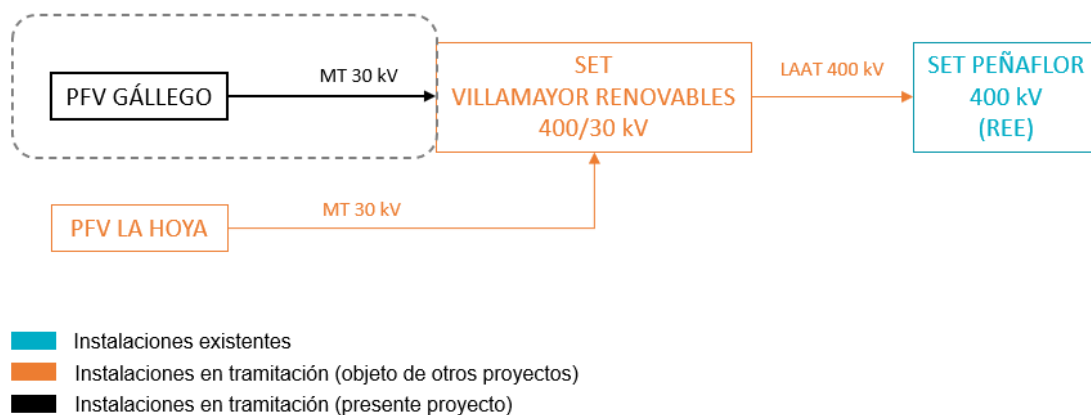 PFV GÁLLEGO
MT 30 kV
SET
VILLAMAYOR RENOVABLES
400/30 kV
LAAT 400 kV
SET PEÑAFLOR
400 kV
(REE)
PFV LA HOYA
MT 30 kV
Instalaciones existentes
Instalaciones en tramitación (objeto de otros proyectos)
Instalaciones en tramitación (presente proyecto)